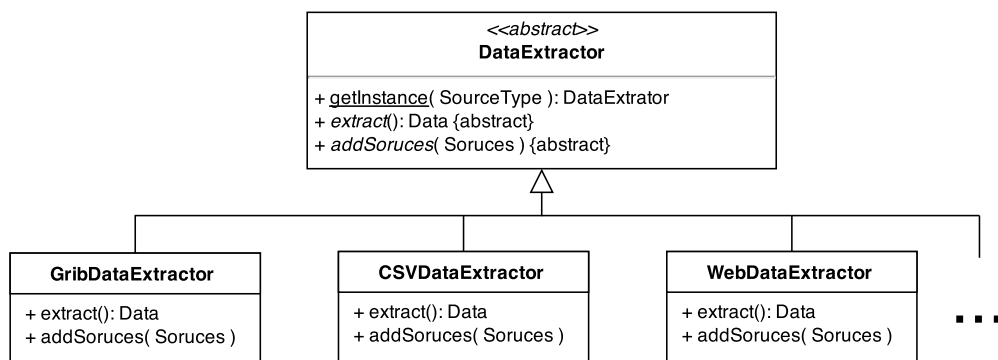 <<abstract>>
DataExtractor
+ getInstance( SourceType ): DataExtrator
+ extract(): Data {abstract}
+ addSoruces( Soruces ) {abstract}
GribDataExtractor
+ extract(): Data
+ addSoruces( Soruces )
CSVDataExtractor
+ extract(): Data
+ addSoruces( Soruces )
WebDataExtractor
+ extract(): Data
+ addSoruces( Soruces )
...